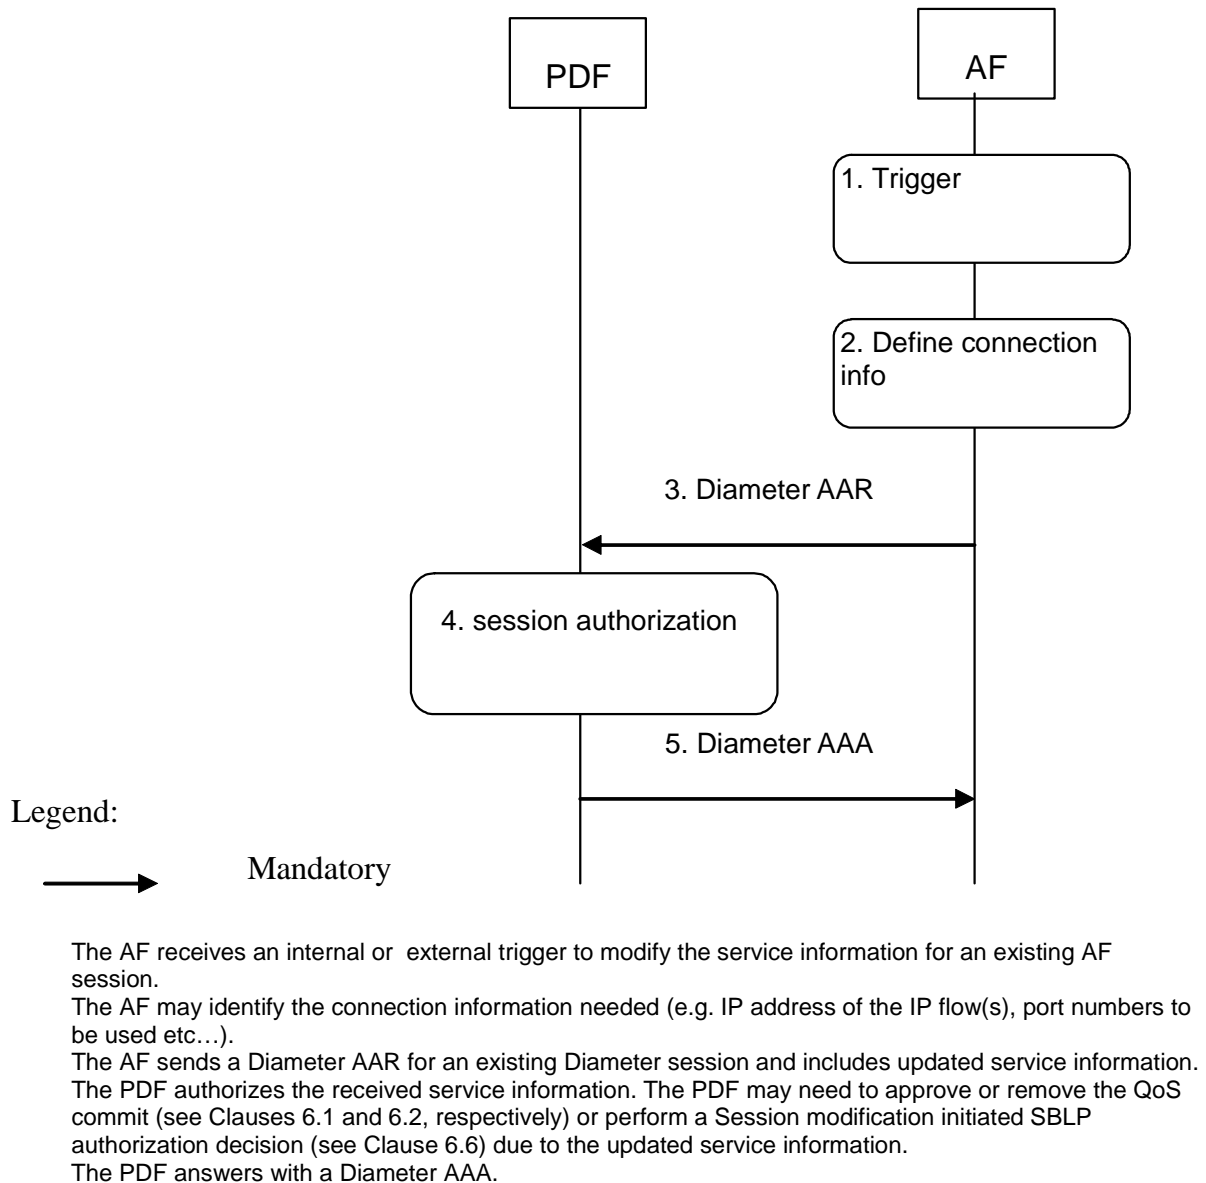 PDF
AF
1. Trigger
2. Define connection
info
3. Diameter AAR
4. session authorization
5. Diameter AAA
Legend:
Mandatory
The AF receives an internal or  external trigger to modify the service information for an existing AF
session.
The AF may identify the connection information needed (e.g. IP address of the IP flow(s), port numbers to
be used etc…).
The AF sends a Diameter AAR for an existing Diameter session and includes updated service information.
The PDF authorizes the received service information. The PDF may need to approve or remove the QoS
commit (see Clauses 6.1 and 6.2, respectively) or perform a Session modification initiated SBLP
authorization decision (see Clause 6.6) due to the updated service information.
The PDF answers with a Diameter AAA.